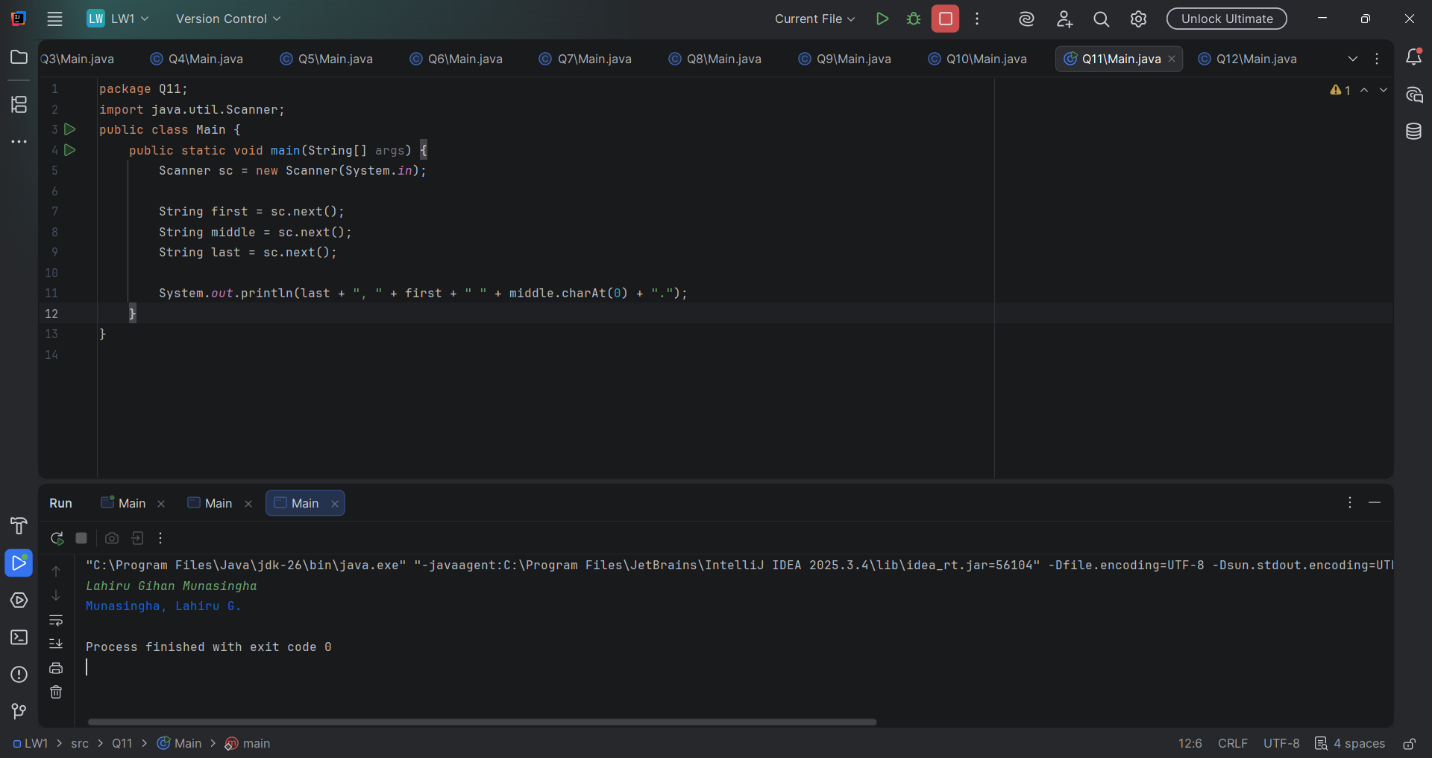 LW LW1 Version Control Current File Unlock Ultimate
Q3\Main.java Q4\Main.java Q5\Main.java Q6\Main.java Q7\Main.java Q8\Main.java Q9\Main.java Q10\Main.java Q11\Main.java Q12\Main.java
1 package Q11;
2 import java.util.Scanner;
3 public class Main {
4 public static void main(String[] args) {
5 Scanner sc = new Scanner(System.in);
6
7 String first = sc.next();
8 String middle = sc.next();
9 String last = sc.next();
10
11 System.out.println(last + ", " + first + " " + middle.charAt(0) + ".");
12 }
13 }
14
1
Run Main Main Main
"C:\Program Files\Java\jdk-26\bin\java.exe" "-javaagent:C:\Program Files\JetBrains\IntelliJ IDEA 2025.3.4\lib\idea_rt.jar=56104" -Dfile.encoding=UTF-8 -Dsun.stdout.encoding=UTF
Lahiru Gihan Munasingha
Munasingha, Lahiru G.
Process finished with exit code 0
LW1 > src > Q11 > Main > main 12:6 CRLF UTF-8 4 spaces